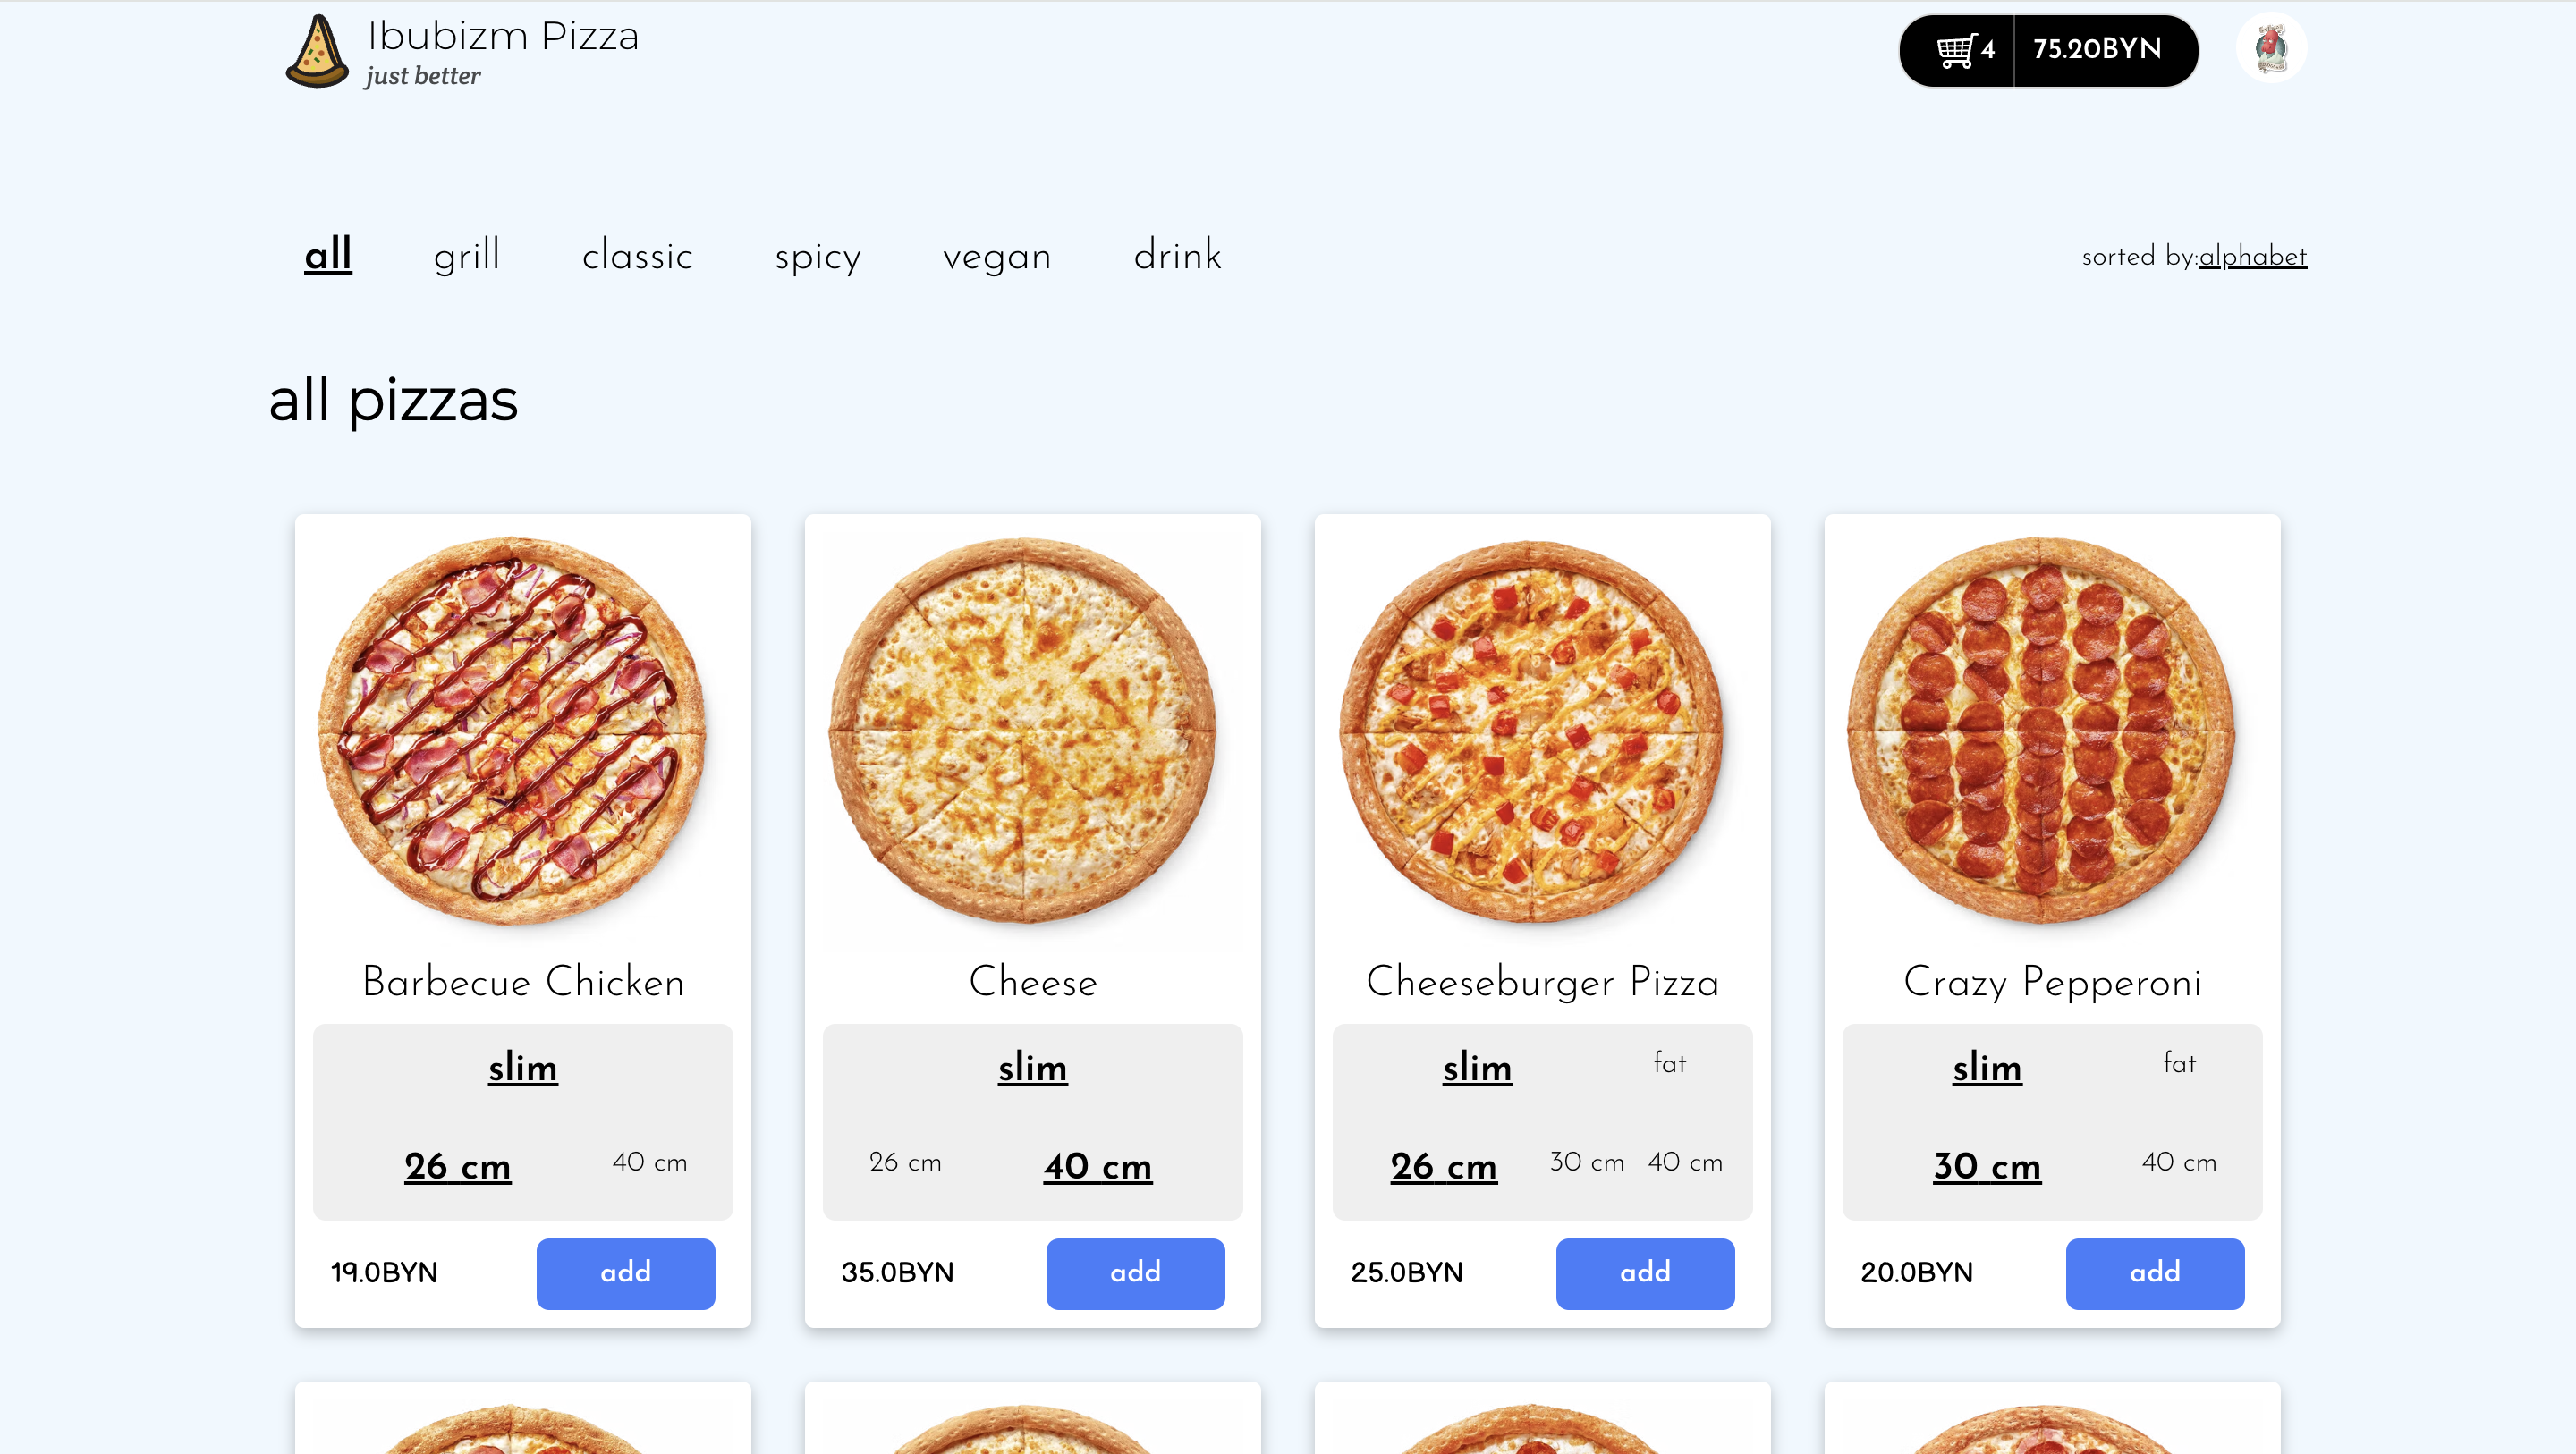 Ibubizm Pizza
just better
4 75.20BYN
all grill classic spicy vegan drink
sorted by:alphabet
all pizzas
Barbecue Chicken
slim
26 cm 40 cm
19.0BYN add
Cheese
slim
26 cm 40 cm
35.0BYN add
Cheeseburger Pizza
slim fat
26 cm 30 cm 40 cm
25.0BYN add
Crazy Pepperoni
slim fat
30 cm 40 cm
20.0BYN add